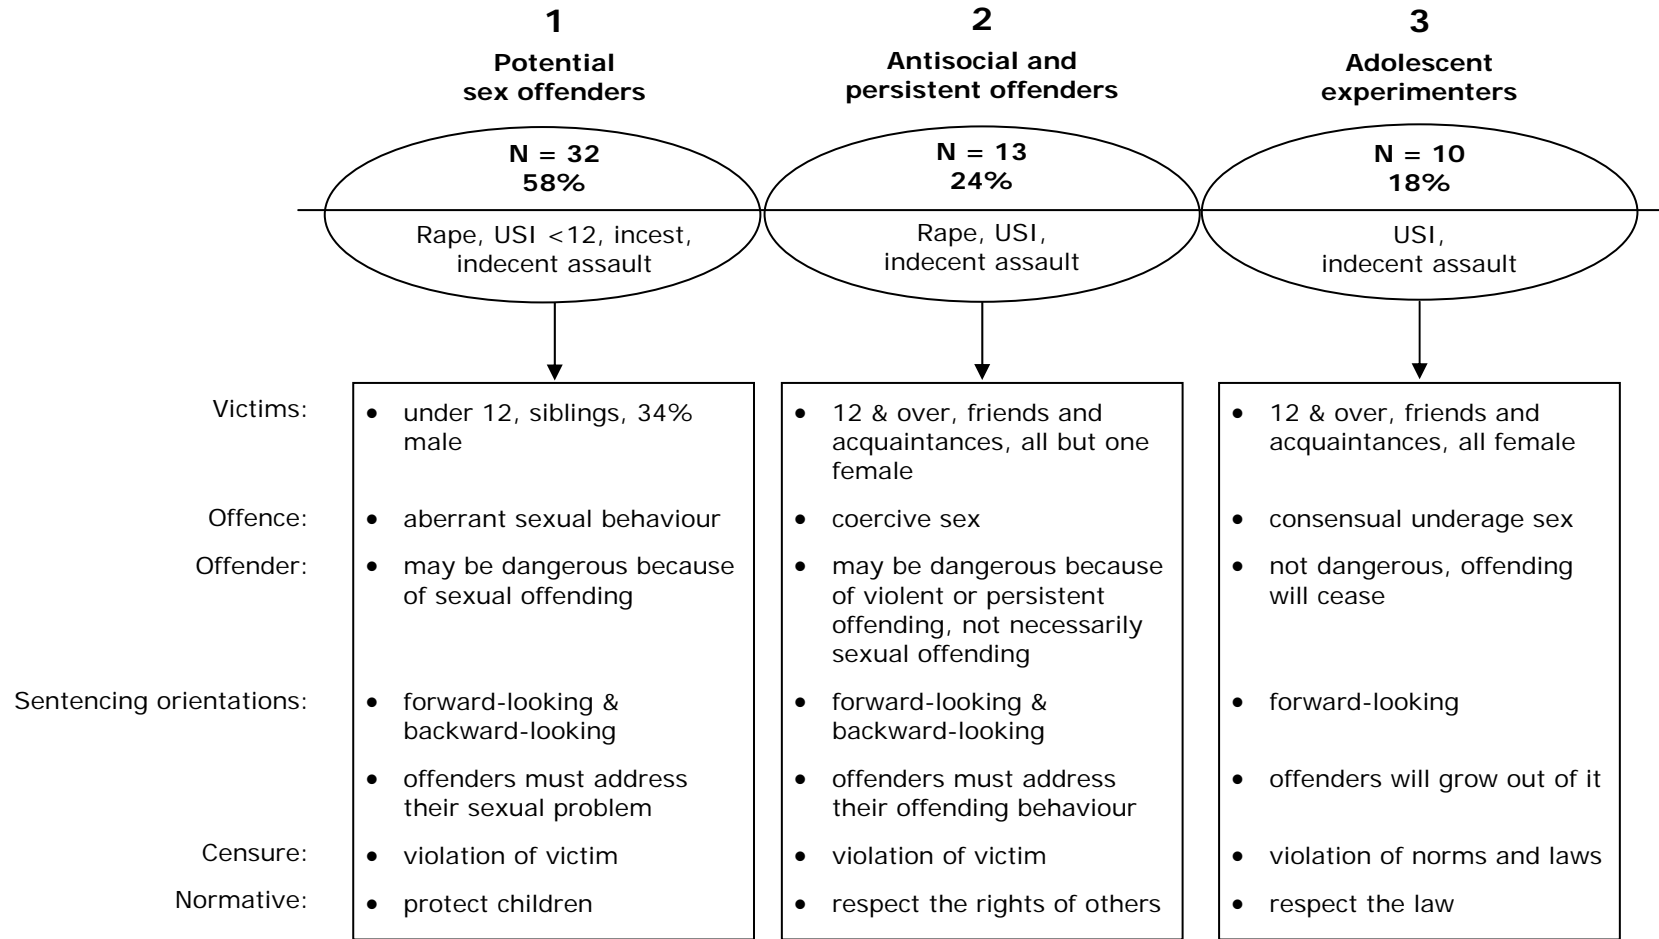 1
Potential
sex offenders
N = 32
58%
Rape, USI <12, incest,
indecent assault
2
Antisocial and
persistent offenders
N = 13
24%
Rape, USI,
indecent assault
3
Adolescent
experimenters
N = 10
18%
USI,
indecent assault
Victims:
• under 12, siblings, 34%
male
• 12 & over, friends and
acquaintances, all but one
female
• 12 & over, friends and
acquaintances, all female
Offence:
• aberrant sexual behaviour
• coercive sex
• consensual underage sex
Offender:
• may be dangerous because
of sexual offending
• may be dangerous because
of violent or persistent
offending, not necessarily
sexual offending
• not dangerous, offending
will cease
Sentencing orientations:
• forward-looking &
backward-looking
• forward-looking &
backward-looking
• forward-looking
• offenders must address
their sexual problem
• offenders must address
their offending behaviour
• offenders will grow out of it
Censure:
• violation of victim
• violation of victim
• violation of norms and laws
Normative:
• protect children
• respect the rights of others
• respect the law